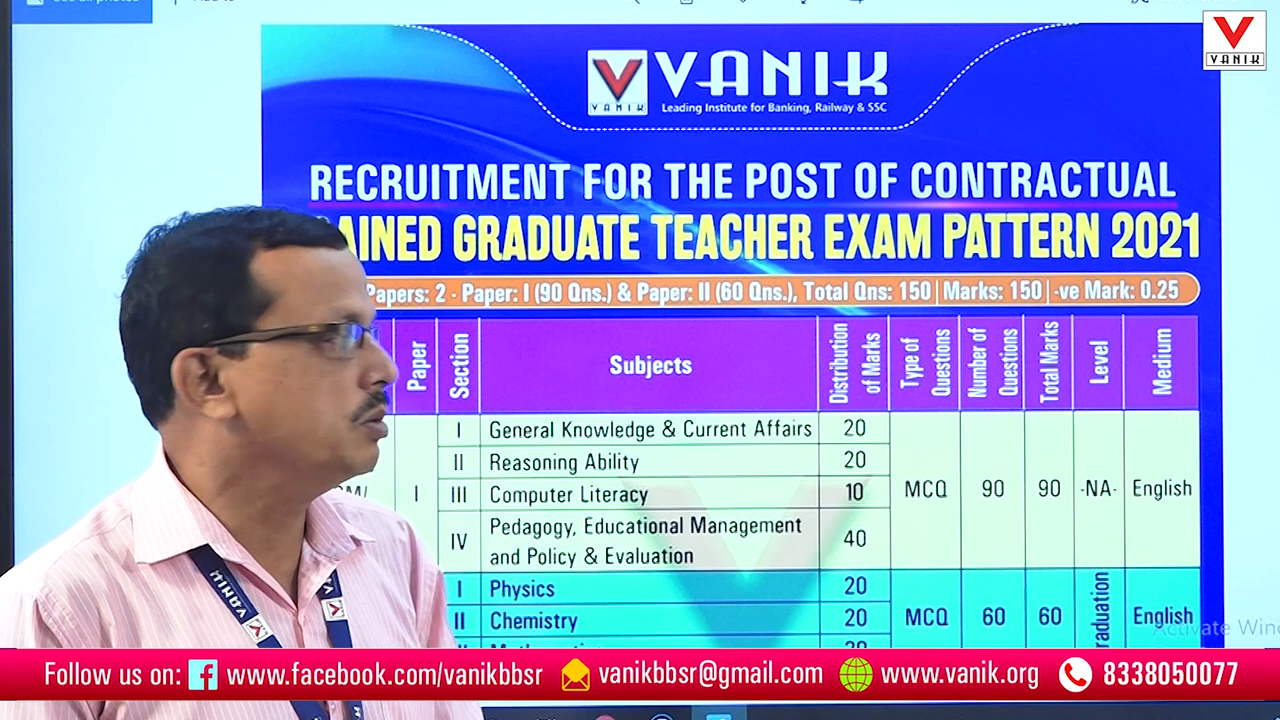 VANIK
VANIK
VANIK
Leading Institute for Banking, Railway & SSC
RECRUITMENT FOR THE POST OF CONTRACTUAL
AINED GRADUATE TEACHER EXAM PATTERN 2021
Papers: 2 - Paper: I (90 Qns.) & Paper: II (60 Qns.), Total Qns: 150 | Marks: 150 | -ve Mark: 0.25
Paper
Section
Subjects
Distribution of Marks
Type of Questions
Number of Questions
Total Marks
Level
Medium
I General Knowledge & Current Affairs 20
II Reasoning Ability 20
I III Computer Literacy 10 MCQ 90 90 -NA- English
IV Pedagogy, Educational Management and Policy & Evaluation 40
I Physics 20
II Chemistry 20 MCQ 60 60 raduation English
VANIK
Follow us on: www.facebook.com/vanikbbsr vanikbbsr@gmail.com www.vanik.org 8338050077